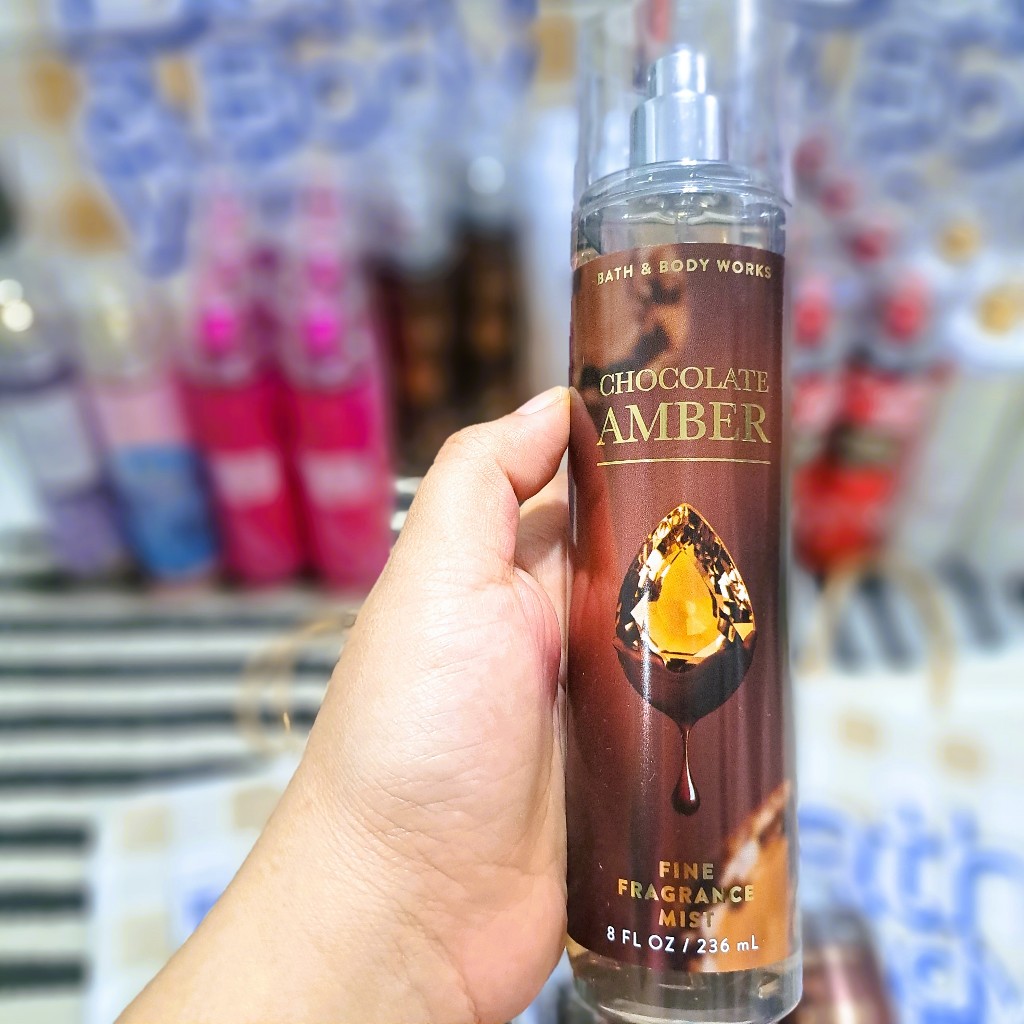 BATH & BODY WORKS
CHOCOLATE
AMBER
FINE
FRAGRANCE
MIST
8 FL OZ / 236 mL